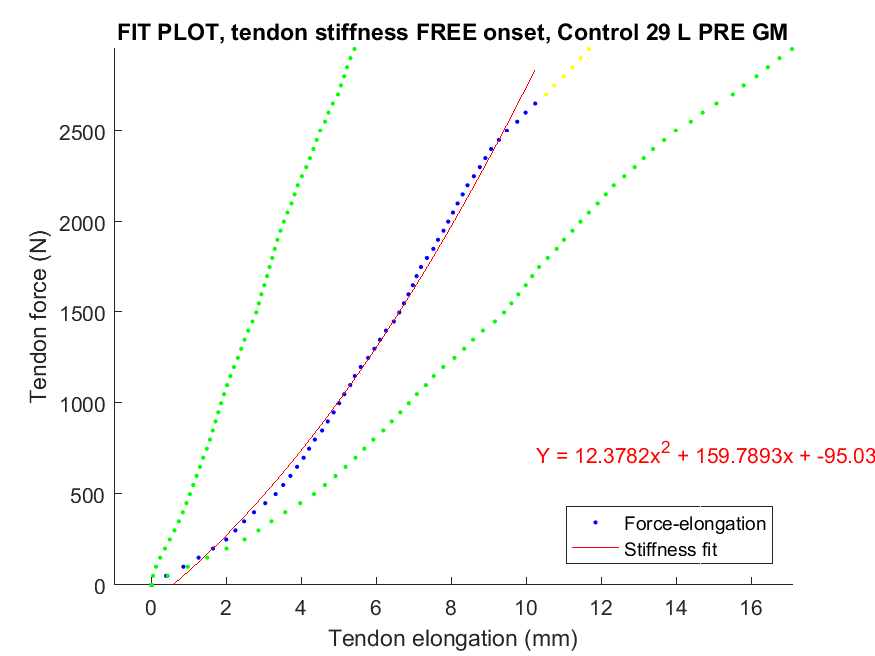 FIT PLOT, tendon stiffness FREE onset, Control 29 L PRE GM
Tendon force (N)
2500
2000
1500
1000
500
0
Y = 12.3782x² + 159.7893x + -95.03
Force-elongation
Stiffness fit
0 2 4 6 8 10 12 14 16
Tendon elongation (mm)